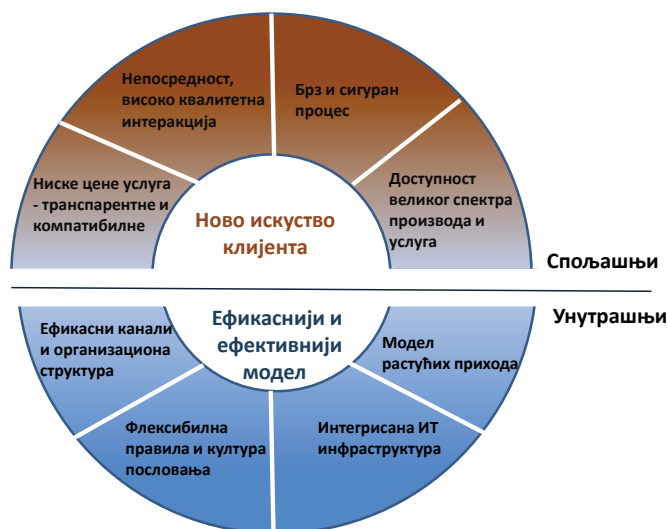 Непосредност,
високо квалитетна
интеракција
Брз и сигуран
процес
Ниске цене услуга
- транспарентне и
компатибилне
Доступност
великог спектра
производа и
услуга
Ново искуство
клијента
Спољашњи
Унутрашњи
Ефикаснији и
ефективнији
модел
Ефикасни канали
и организациона
структура
Модел
растућих прихода
Флексибилна
правила и култура
пословања
Интегрисана ИТ
инфраструктура